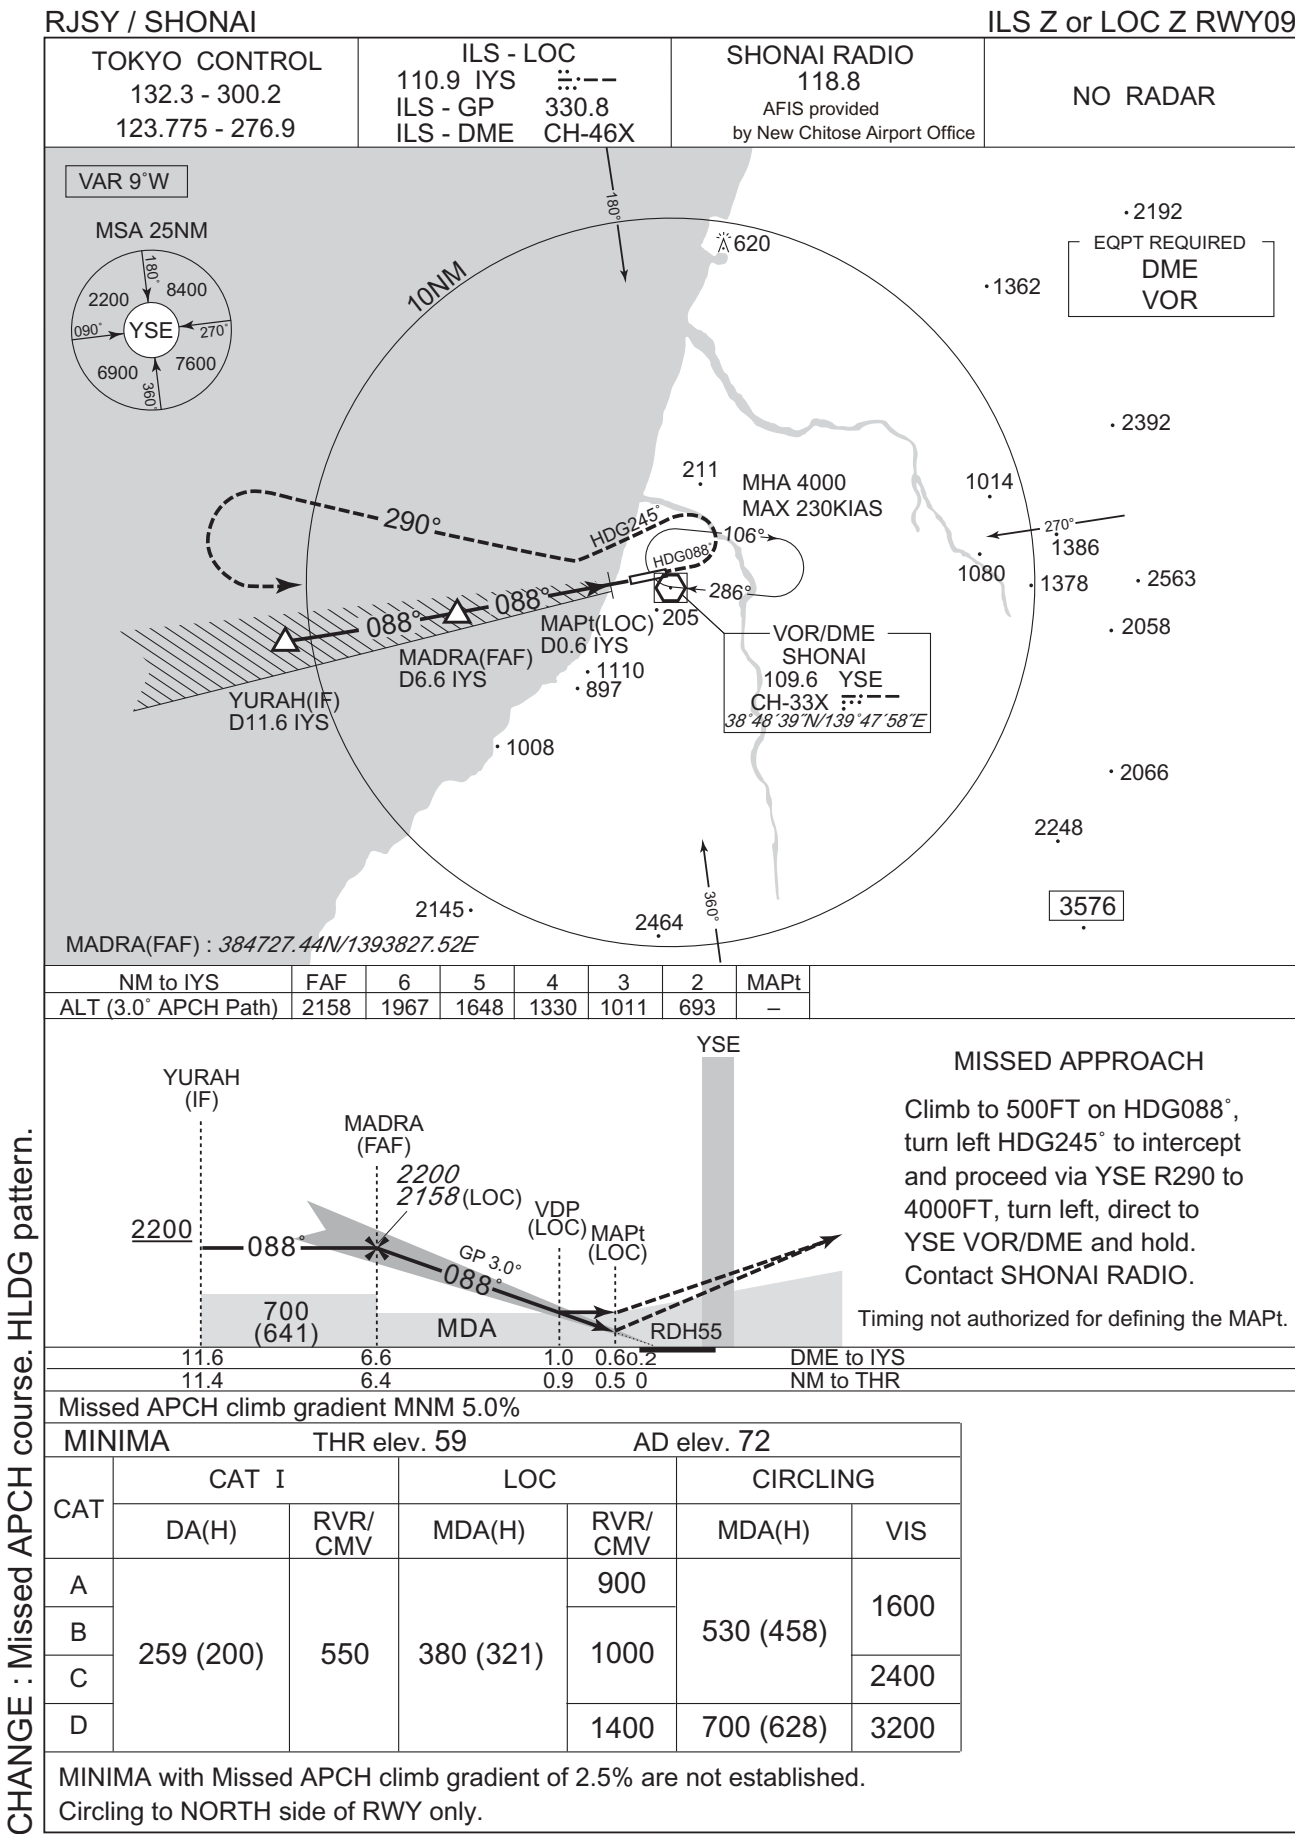 RJSY / SHONAI
ILS Z or LOC Z RWY09
TOKYO CONTROL
132.3 - 300.2
123.775 - 276.9
ILS - LOC
110.9 IYS
ILS - GP 330.8
ILS - DME CH-46X
SHONAI RADIO
118.8
AFIS provided
by New Chitose Airport Office
NO RADAR
VAR 9°W
MSA 25NM
180°
2200
8400
090°
YSE
270°
6900
7600
360°
10NM
180°
620
2192
EQPT REQUIRED
DME
VOR
1362
2392
211
MHA 4000
MAX 230KIAS
1014
290°
HDG245°
106°
270°
1386
HDG088°
1080
1378
2563
286°
088°
088°
205
2058
MAPt(LOC)
D0.6 IYS
MADRA(FAF)
D6.6 IYS
1110
897
YURAH(IF)
D11.6 IYS
VOR/DME
SHONAI
109.6 YSE
CH-33X
38°48′39″N/139°47′58″E
1008
2066
2248
360°
3576
2145
2464
MADRA(FAF) : 384727.44N/1393827.52E
NM to IYS FAF 6 5 4 3 2 MAPt
ALT (3.0° APCH Path) 2158 1967 1648 1330 1011 693 –
YSE
YURAH
(IF)
MADRA
(FAF)
2200
2158 (LOC)
VDP
(LOC)
MAPt
(LOC)
2200
088°
GP 3.0°
088°
700
(641)
MDA
RDH55
MISSED APPROACH
Climb to 500FT on HDG088°,
turn left HDG245° to intercept
and proceed via YSE R290 to
4000FT, turn left, direct to
YSE VOR/DME and hold.
Contact SHONAI RADIO.
Timing not authorized for defining the MAPt.
11.6 6.6 1.0 0.6 0.2 DME to IYS
11.4 6.4 0.9 0.5 0 NM to THR
Missed APCH climb gradient MNM 5.0%
MINIMA THR elev. 59 AD elev. 72
CAT
CAT I
LOC
CIRCLING
DA(H)
RVR/
CMV
MDA(H)
RVR/
CMV
MDA(H)
VIS
A
B
C
D
259 (200)
550
380 (321)
900
1000
1400
530 (458)
700 (628)
1600
2400
3200
MINIMA with Missed APCH climb gradient of 2.5% are not established.
Circling to NORTH side of RWY only.
CHANGE : Missed APCH course. HLDG pattern.